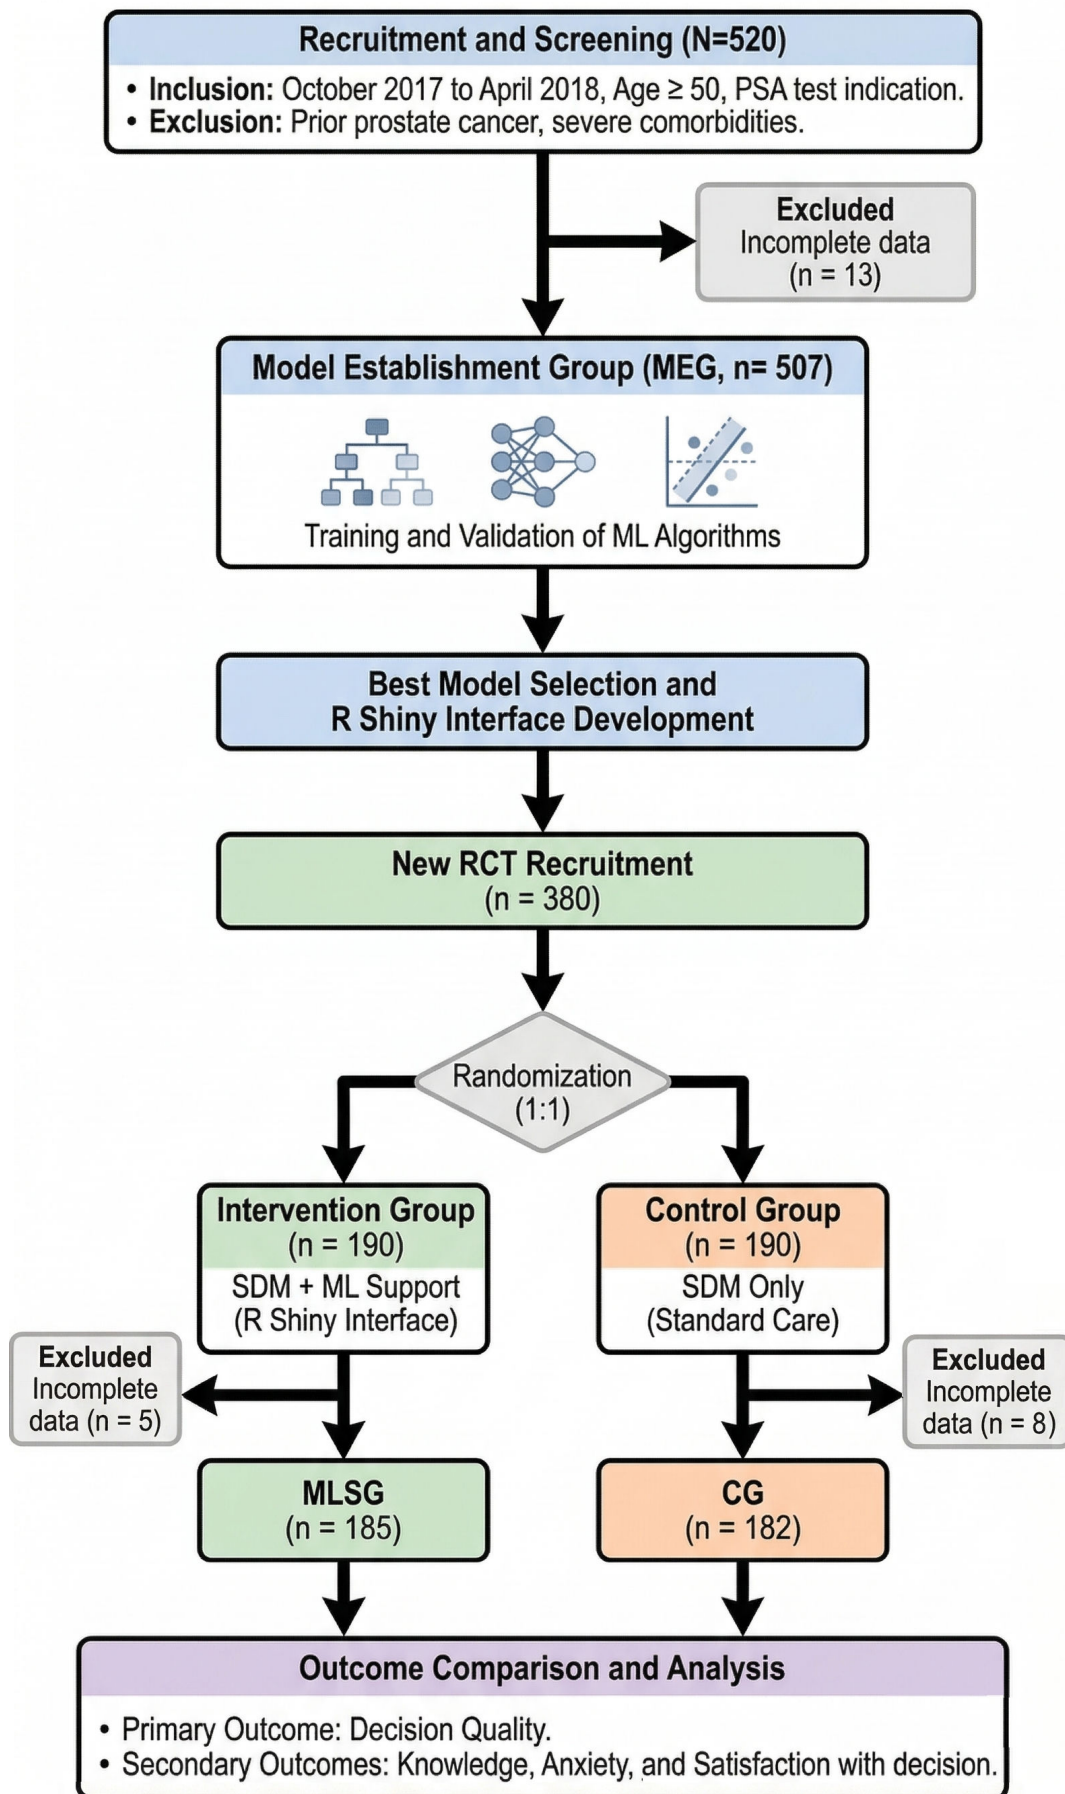 Recruitment and Screening (N=520)
• Inclusion: October 2017 to April 2018, Age ≥ 50, PSA test indication.
• Exclusion: Prior prostate cancer, severe comorbidities.
Excluded
Incomplete data
(n = 13)
Model Establishment Group (MEG, n= 507)
Training and Validation of ML Algorithms
Best Model Selection and
R Shiny Interface Development
New RCT Recruitment
(n = 380)
Randomization
(1:1)
Intervention Group
(n = 190)
SDM + ML Support
(R Shiny Interface)
Control Group
(n = 190)
SDM Only
(Standard Care)
Excluded
Incomplete
data (n = 5)
Excluded
Incomplete
data (n = 8)
MLSG
(n = 185)
CG
(n = 182)
Outcome Comparison and Analysis
• Primary Outcome: Decision Quality.
• Secondary Outcomes: Knowledge, Anxiety, and Satisfaction with decision.